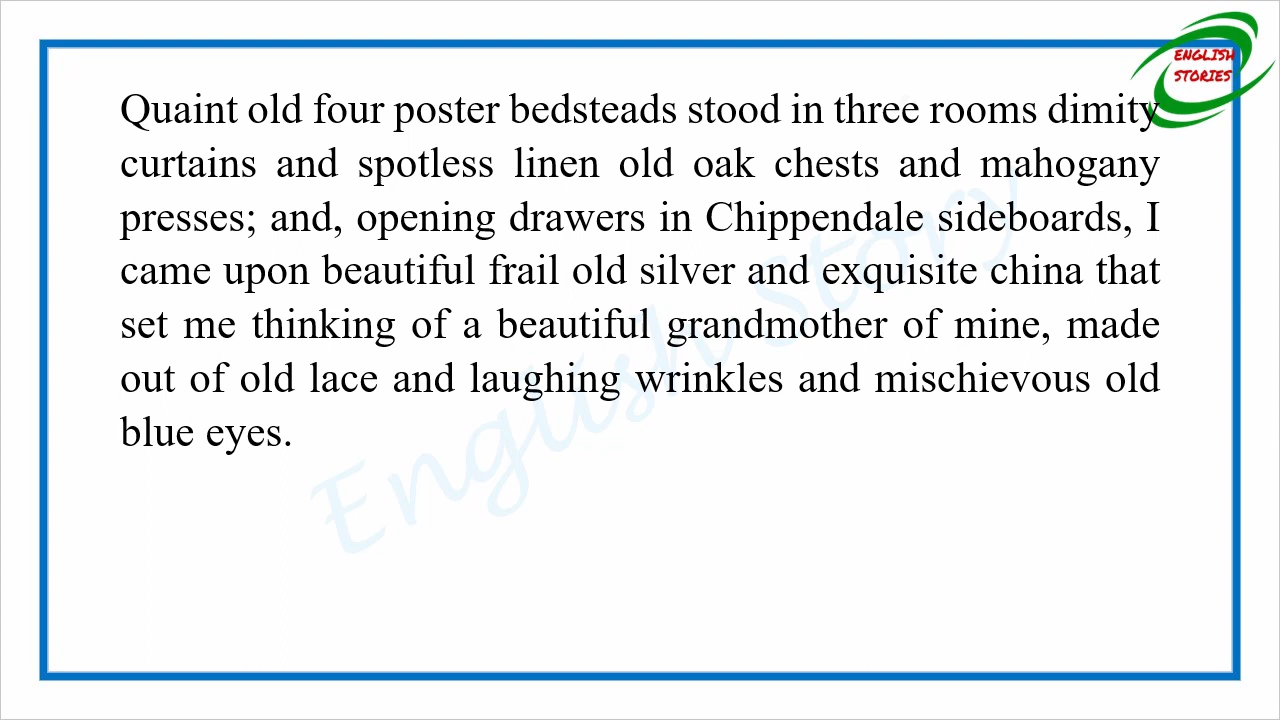 ENGLISH
STORIES
Quaint old four poster bedsteads stood in three rooms dimity
curtains and spotless linen old oak chests and mahogany
presses; and, opening drawers in Chippendale sideboards, I
came upon beautiful frail old silver and exquisite china that
set me thinking of a beautiful grandmother of mine, made
out of old lace and laughing wrinkles and mischievous old
blue eyes.
English Story